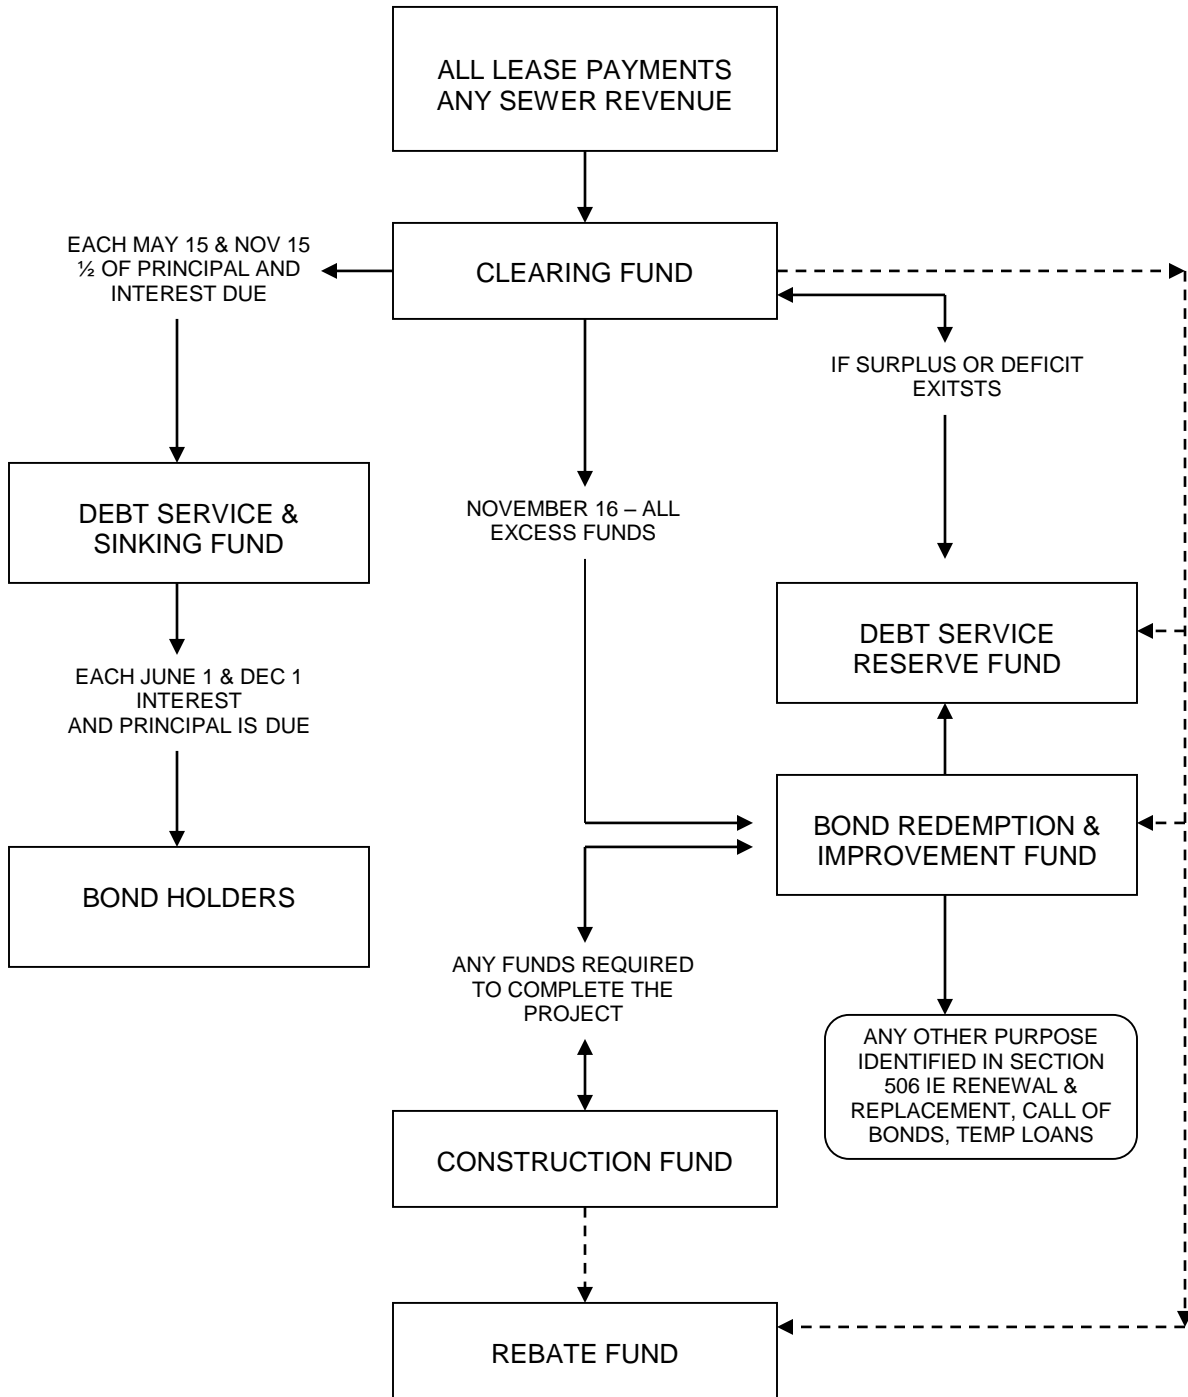 ALL LEASE PAYMENTS
ANY SEWER REVENUE
EACH MAY 15 & NOV 15
½ OF PRINCIPAL AND
INTEREST DUE
CLEARING FUND
IF SURPLUS OR DEFICIT
EXITSTS
DEBT SERVICE &
SINKING FUND
NOVEMBER 16 – ALL
EXCESS FUNDS
DEBT SERVICE
RESERVE FUND
EACH JUNE 1 & DEC 1
INTEREST
AND PRINCIPAL IS DUE
BOND REDEMPTION &
IMPROVEMENT FUND
BOND HOLDERS
ANY FUNDS REQUIRED
TO COMPLETE THE
PROJECT
ANY OTHER PURPOSE
IDENTIFIED IN SECTION
506 IE RENEWAL &
REPLACEMENT, CALL OF
BONDS, TEMP LOANS
CONSTRUCTION FUND
REBATE FUND